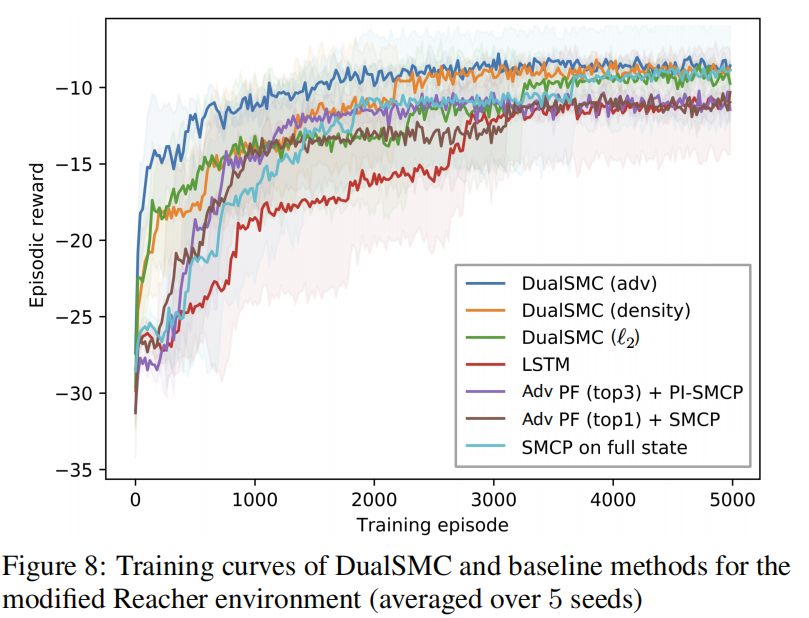 −10
−15
−20
−25
−30
−35
Episodic reward
DualSMC (adv)
DualSMC (density)
DualSMC (ℓ₂)
LSTM
Adv PF (top3) + PI-SMCP
Adv PF (top1) + SMCP
SMCP on full state
0 1000 2000 3000 4000 5000
Training episode
Figure 8: Training curves of DualSMC and baseline methods for the
modified Reacher environment (averaged over 5 seeds)